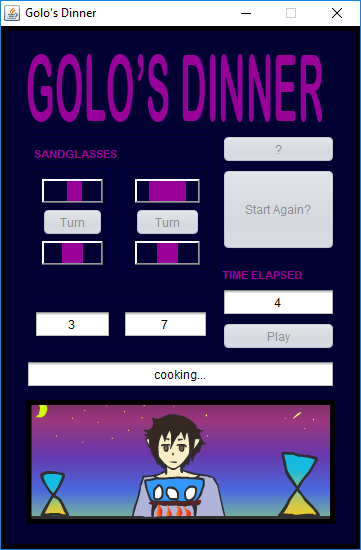 Golo's Dinner
GOLO'S DINNER
SANDGLASSES
?
Turn
Turn
Start Again?
TIME ELAPSED
4
3
7
Play
cooking...